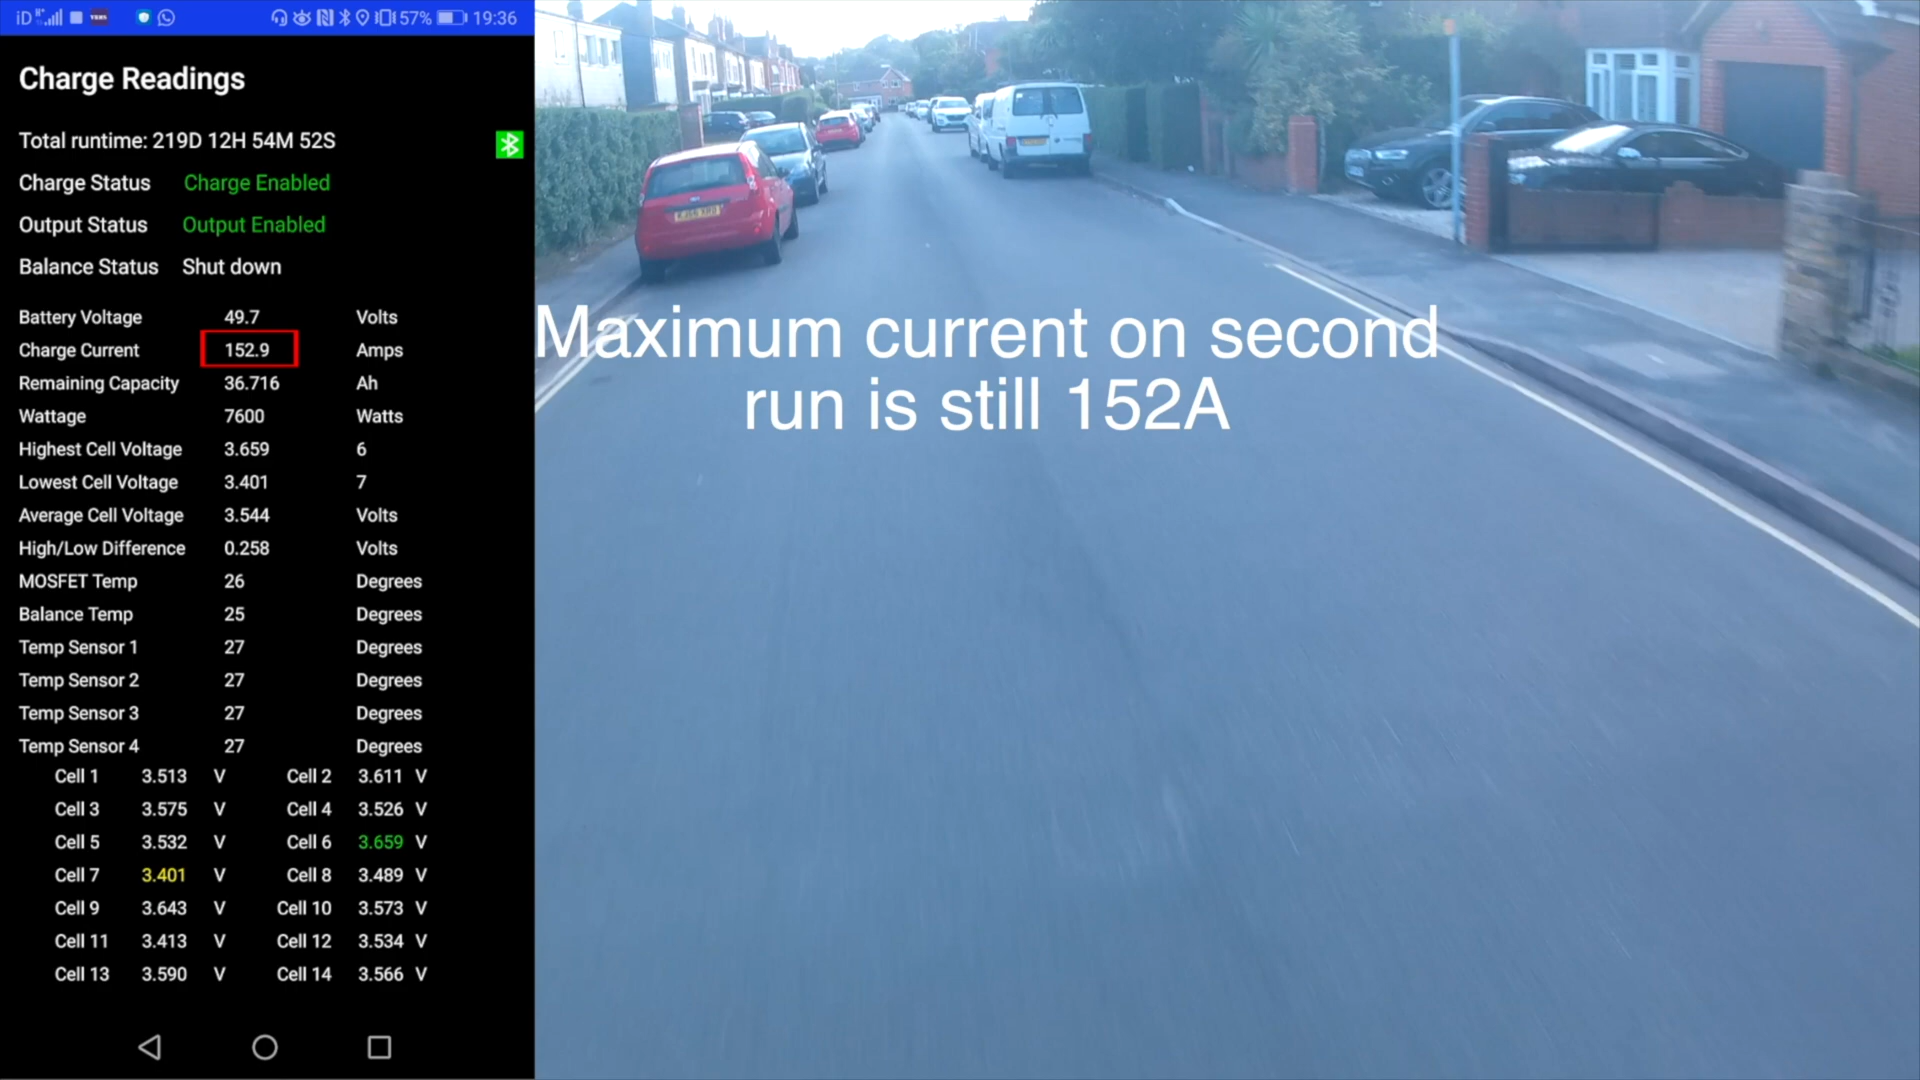 iD 57% 19:36
Charge Readings
Total runtime: 219D 12H 54M 52S
Charge Status Charge Enabled
Output Status Output Enabled
Balance Status Shut down
Battery Voltage 49.7 Volts
Charge Current 152.9 Amps
Remaining Capacity 36.716 Ah
Wattage 7600 Watts
Highest Cell Voltage 3.659 6
Lowest Cell Voltage 3.401 7
Average Cell Voltage 3.544 Volts
High/Low Difference 0.258 Volts
MOSFET Temp 26 Degrees
Balance Temp 25 Degrees
Temp Sensor 1 27 Degrees
Temp Sensor 2 27 Degrees
Temp Sensor 3 27 Degrees
Temp Sensor 4 27 Degrees
Cell 1 3.513 V Cell 2 3.611 V
Cell 3 3.575 V Cell 4 3.526 V
Cell 5 3.532 V Cell 6 3.659 V
Cell 7 3.401 V Cell 8 3.489 V
Cell 9 3.643 V Cell 10 3.573 V
Cell 11 3.413 V Cell 12 3.534 V
Cell 13 3.590 V Cell 14 3.566 V
Maximum current on second
run is still 152A